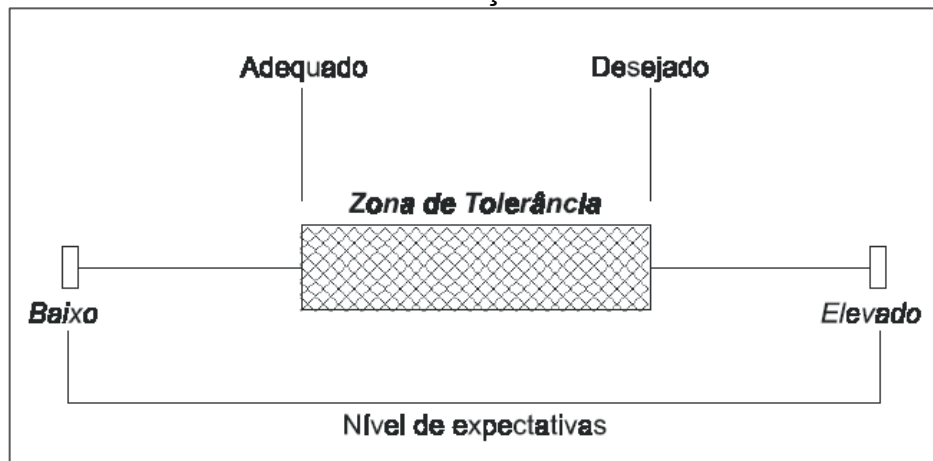 Adequado Desejado
Zona de Tolerância
Baixo Elevado
Nível de expectativas